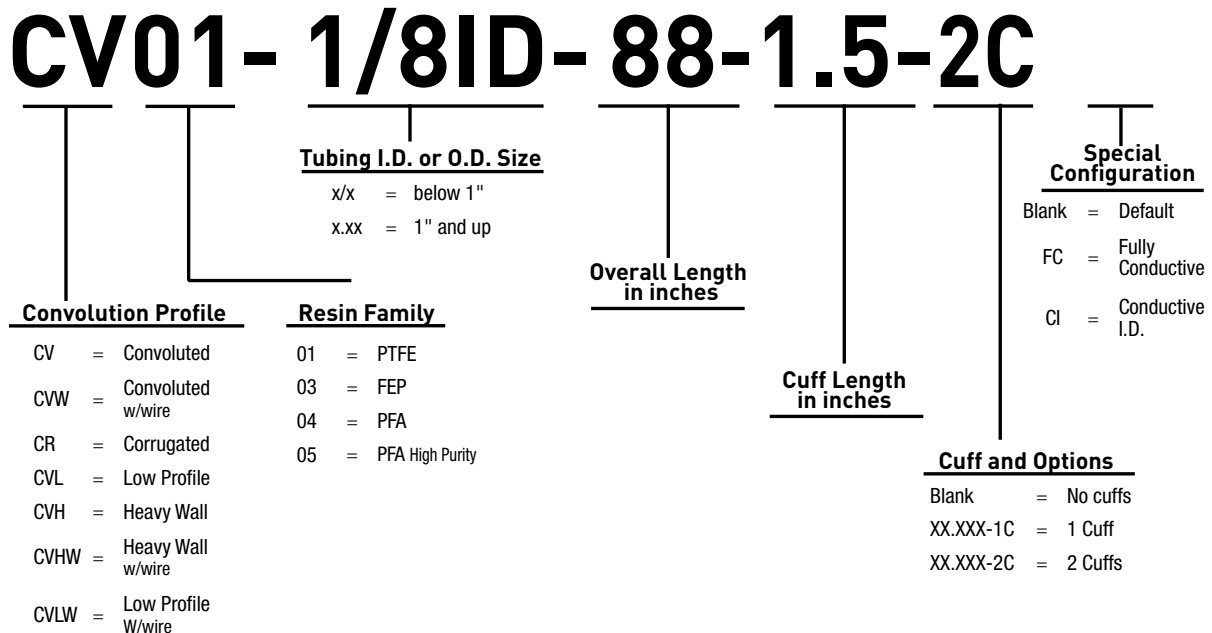 CV01- 1/8ID- 88-1.5-2C
Tubing I.D. or O.D. Size
x/x = below 1"
x.xx = 1" and up
Special
Configuration
Blank = Default
FC = Fully
Conductive
CI = Conductive
I.D.
Overall Length
in inches
Convolution Profile
CV = Convoluted
CVW = Convoluted
w/wire
CR = Corrugated
CVL = Low Profile
CVH = Heavy Wall
CVHW = Heavy Wall
w/wire
CVLW = Low Profile
W/wire
Resin Family
01 = PTFE
03 = FEP
04 = PFA
05 = PFA High Purity
Cuff Length
in inches
Cuff and Options
Blank = No cuffs
XX.XXX-1C = 1 Cuff
XX.XXX-2C = 2 Cuffs